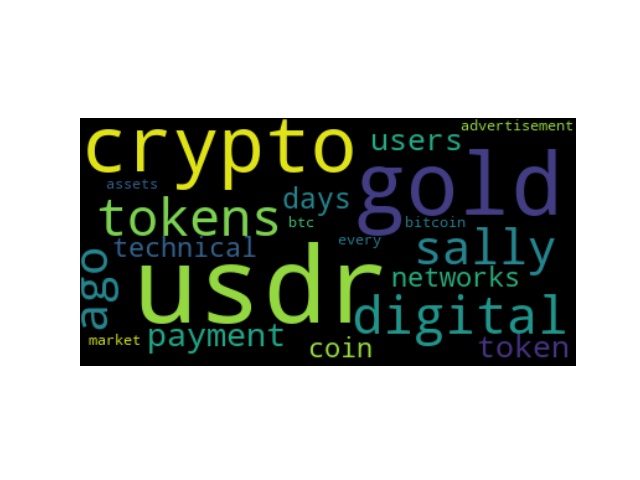 advertisement
crypto
users
gold
assets
days
tokens
btc
bitcoin
every
technical
sally
ago
usdr
networks
digital
payment
market
coin
token